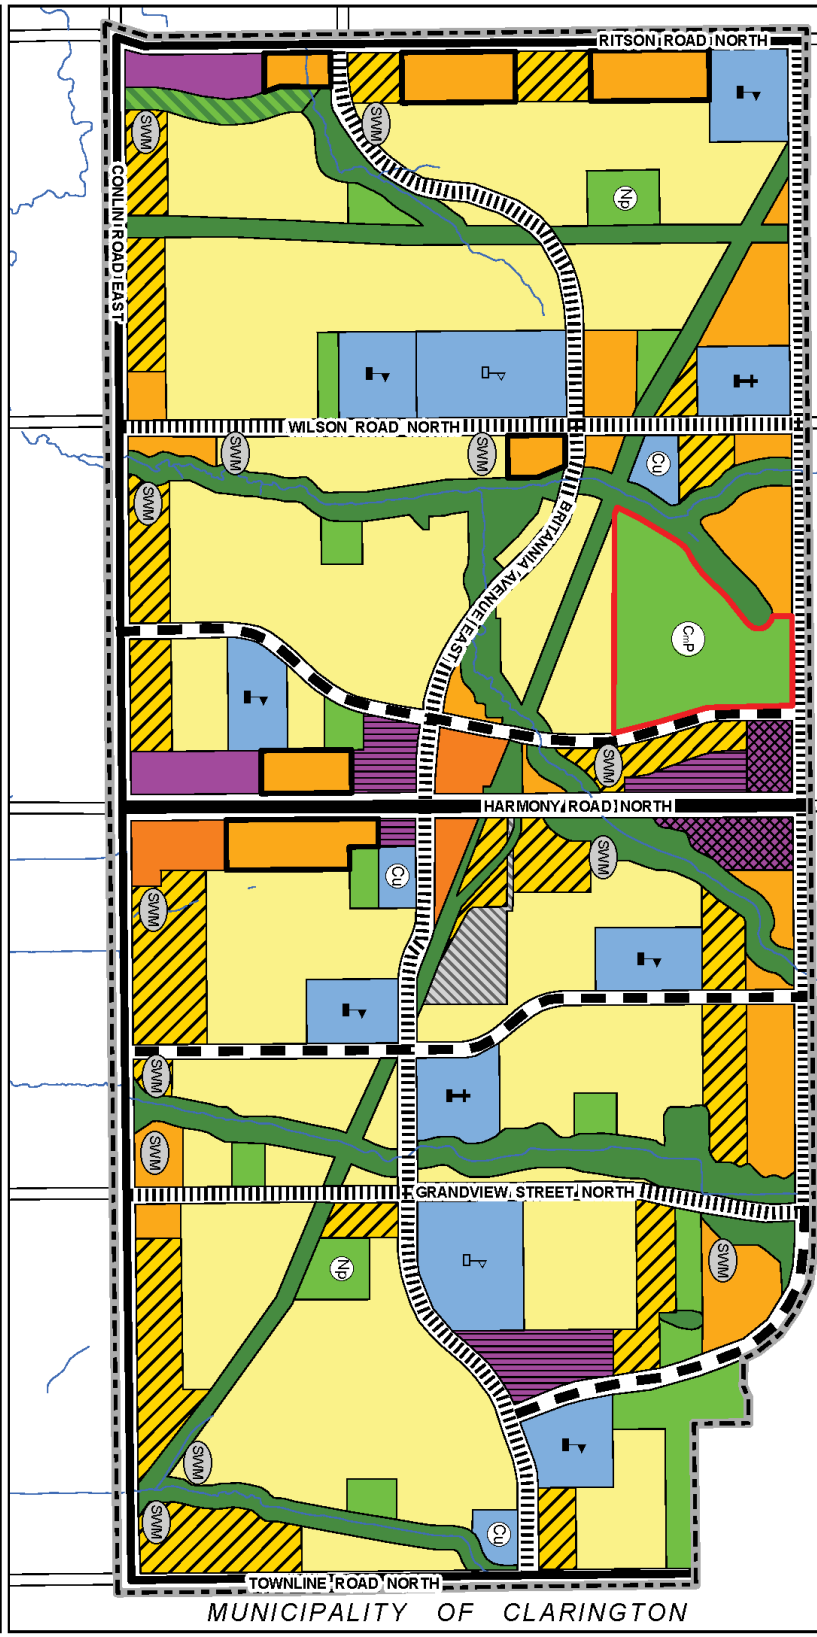 RITSON ROAD NORTH
SWM
SWM
CONLIN ROAD EAST
Np
WILSON ROAD NORTH
SWM
SWM
Cu
SWM
BRITANNIA AVENUE EAST
CmP
SWM
HARMONY ROAD NORTH
SWM
Cu
SWM
SWM
SWM
GRANDVIEW STREET NORTH
SWM
Np
SWM
SWM
Cu
TOWNLINE ROAD NORTH
MUNICIPALITY OF CLARINGTON